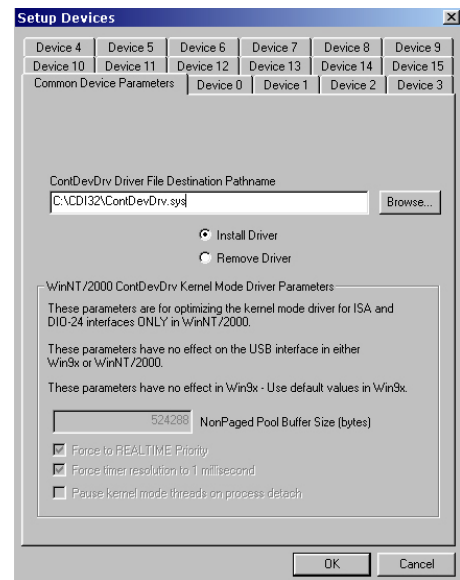 Setup Devices
Device 4 Device 5 Device 6 Device 7 Device 8 Device 9
Device 10 Device 11 Device 12 Device 13 Device 14 Device 15
Common Device Parameters Device 0 Device 1 Device 2 Device 3
ContDevDrv Driver File Destination Pathname
C:\CDI32\ContDevDrv.sys
Browse...
Install Driver
Remove Driver
WinNT/2000 ContDevDrv Kernel Mode Driver Parameters
These parameters are for optimizing the kernel mode driver for ISA and
DIO-24 interfaces ONLY in WinNT/2000.
These parameters have no effect on the USB interface in either
Win9x or WinNT/2000.
These parameters have no effect in Win9x - Use default values in Win9x.
524288 NonPaged Pool Buffer Size (bytes)
Force to REALTIME Priority
Force timer resolution to 1 millisecond
Pause kernel mode threads on process detach
OK Cancel